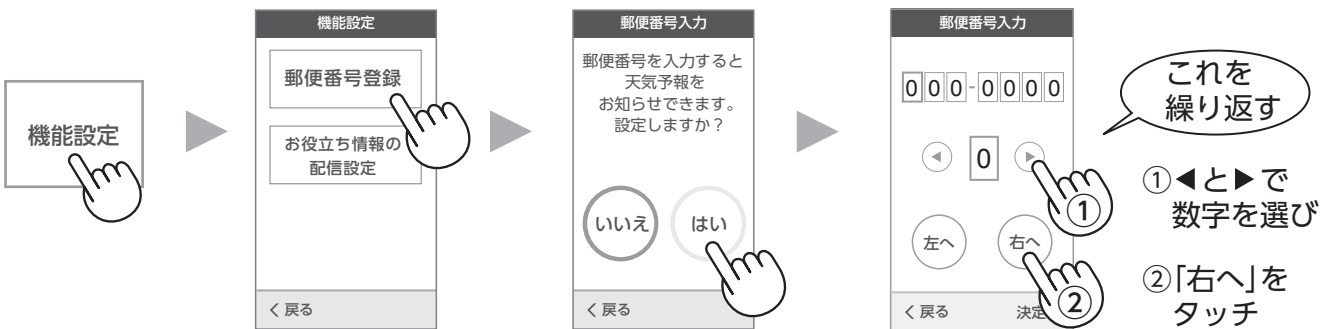 機能設定
機能設定
郵便番号登録
お役立ち情報の
配信設定
く 戻る
郵便番号入力
郵便番号を入力すると
天気予報を
お知らせできます。
設定しますか？
いいえ
はい
く 戻る
郵便番号入力
000-0000
◀ 0 ▶
①
左へ
右へ
②
く 戻る
決定
これを
繰り返す
①◀と▶で
数字を選び
②「右へ」を
タッチ